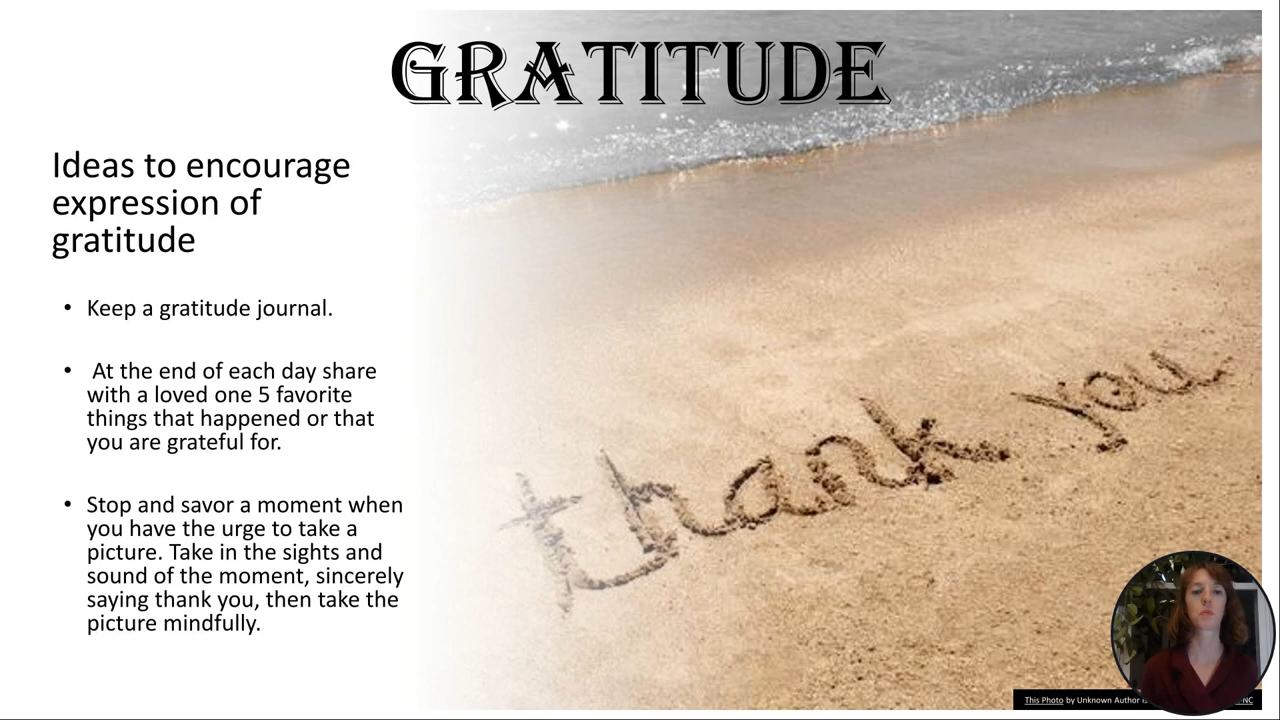 GRATITUDE
Ideas to encourage
expression of
gratitude
• Keep a gratitude journal.
• At the end of each day share
with a loved one 5 favorite
things that happened or that
you are grateful for.
• Stop and savor a moment when
you have the urge to take a
picture. Take in the sights and
sound of the moment, sincerely
saying thank you, then take the
picture mindfully.
thank you
This Photo by Unknown Author -NC